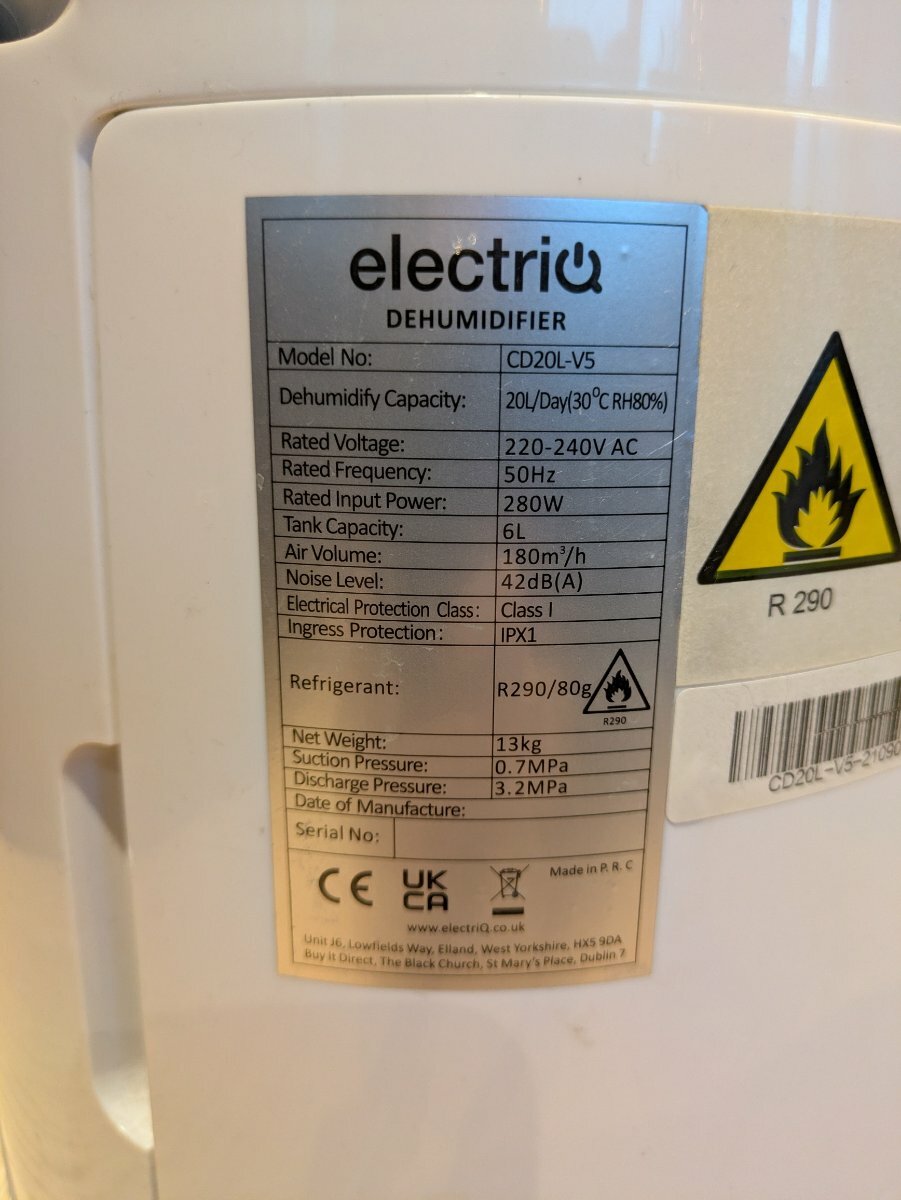 electriQ
DEHUMIDIFIER
Model No: CD20L-V5
Dehumidify Capacity: 20L/Day(30°C RH80%)
Rated Voltage: 220-240V AC
Rated Frequency: 50Hz
Rated Input Power: 280W
Tank Capacity: 6L
Air Volume: 180m³/h
Noise Level: 42dB(A)
Electrical Protection Class: Class I
Ingress Protection: IPX1
Refrigerant: R290/80g
R290
Net Weight: 13kg
Suction Pressure: 0.7MPa
Discharge Pressure: 3.2MPa
Date of Manufacture:
Serial No:
CE UK CA Made in P. R. C
www.electriQ.co.uk
Unit J6, Lowfields Way, Elland, West Yorkshire, HX5 9DA
Buy It Direct, The Black Church, St Mary's Place, Dublin 7
R 290
CD20L-V5-21090